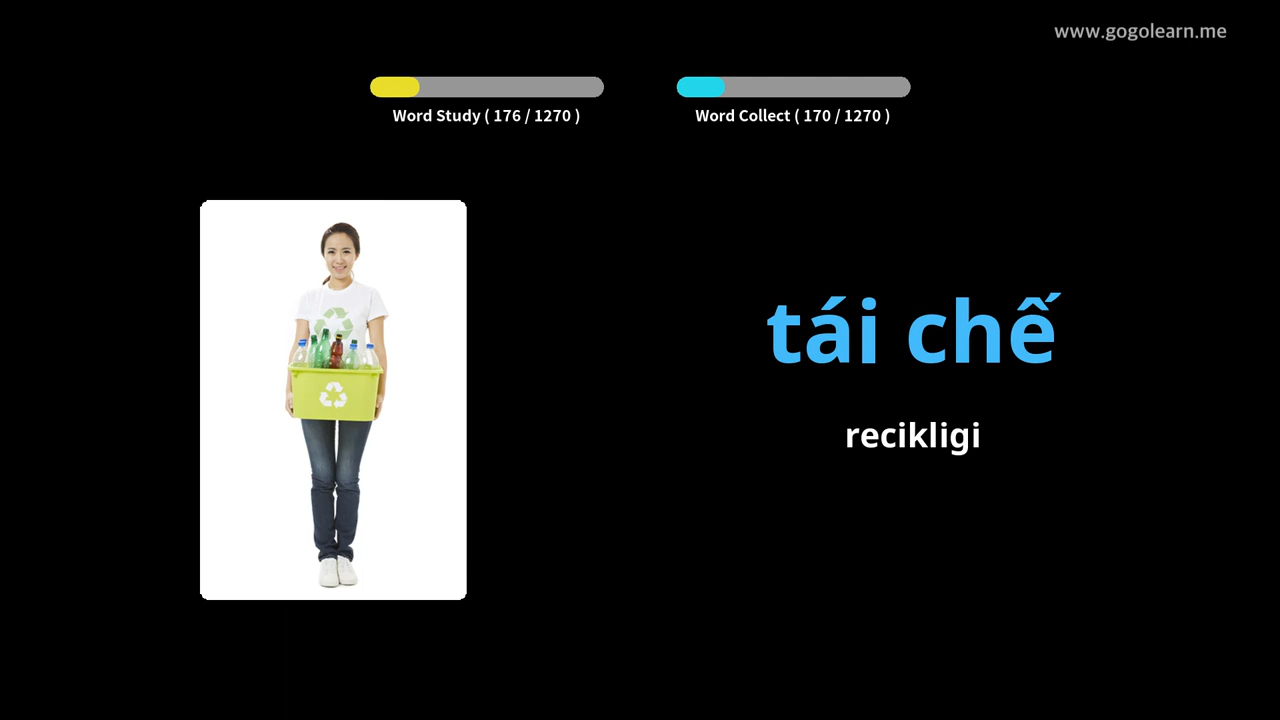 www.gogolearn.me
Word Study ( 176 / 1270 )
Word Collect ( 170 / 1270 )
tái chế
recikligi